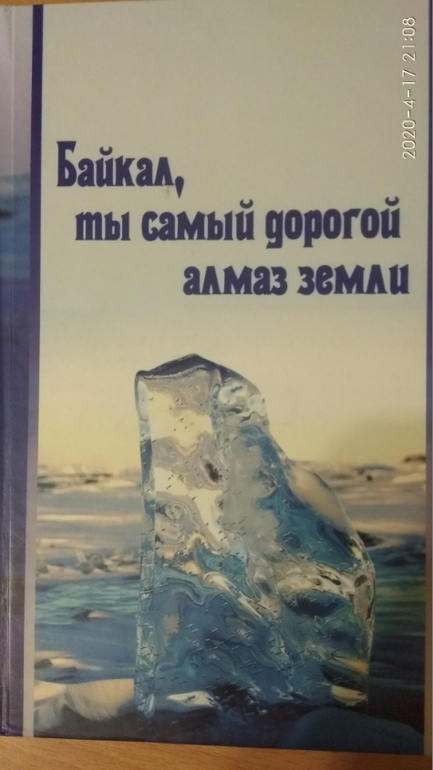 2020-4-17 21:08
Байкал,
ты самый дорогой
алмаз земли